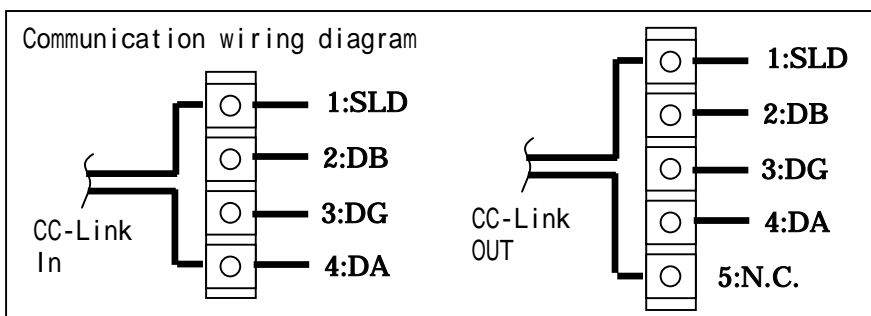 Communication wiring diagram
1:SLD
2:DB
3:DG
4:DA
CC-Link
In
1:SLD
2:DB
3:DG
4:DA
5:N.C.
CC-Link
OUT